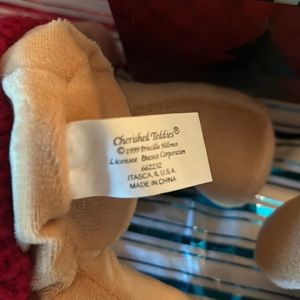 Cherished Teddies®
© 1999 Priscilla Hillman
Licensee Enesco Corporation
662232
ITASCA, IL U.S.A.
MADE IN CHINA